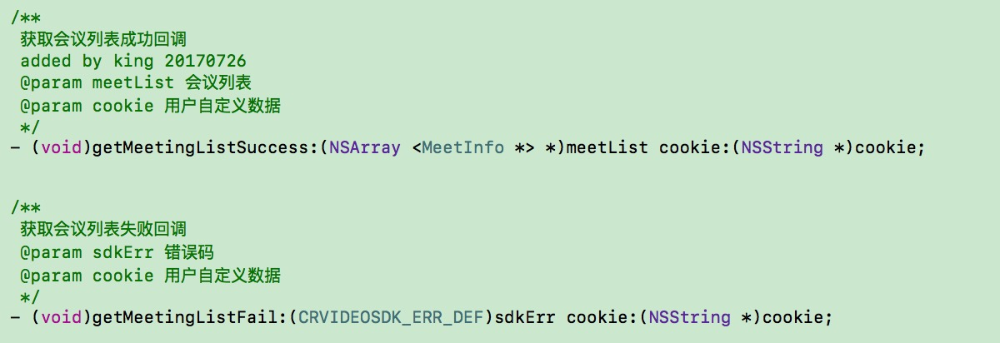 /**
获取会议列表成功回调
added by king 20170726
@param meetList 会议列表
@param cookie 用户自定义数据
*/
- (void)getMeetingListSuccess:(NSArray <MeetInfo *> *)meetList cookie:(NSString *)cookie;
/**
获取会议列表失败回调
@param sdkErr 错误码
@param cookie 用户自定义数据
*/
- (void)getMeetingListFail:(CRVIDEOSDK_ERR_DEF)sdkErr cookie:(NSString *)cookie;